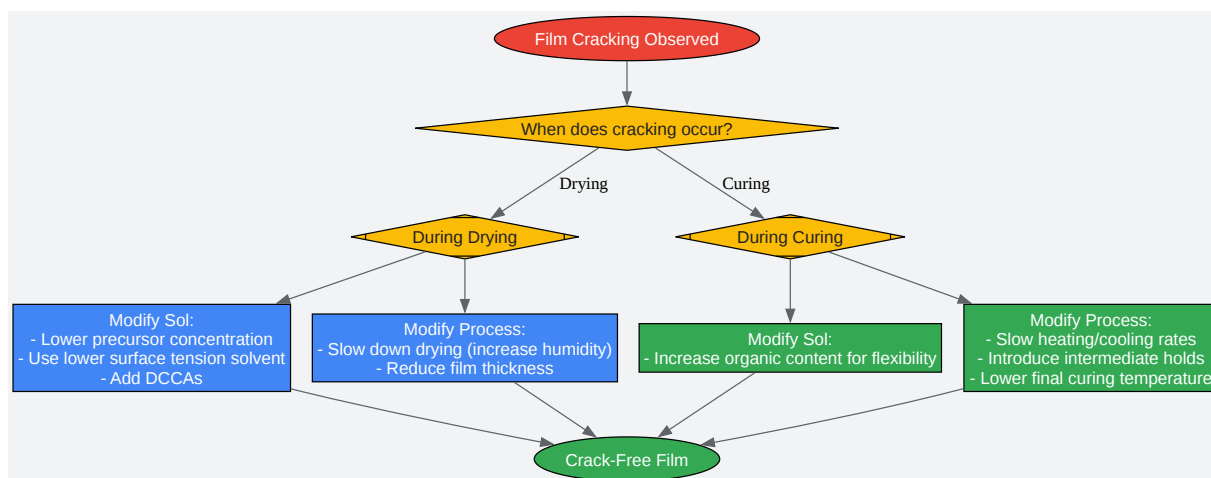 Film Cracking Observed
When does cracking occur?
Drying
Curing
During Drying
During Curing
Modify Sol:
- Lower precursor concentration
- Use lower surface tension solvent
- Add DCCAs
Modify Process:
- Slow down drying (increase humidity)
- Reduce film thickness
Modify Sol:
- Increase organic content for flexibility
Modify Process:
- Slow heating/cooling rates
- Introduce intermediate holds
- Lower final curing temperature
Crack-Free Film